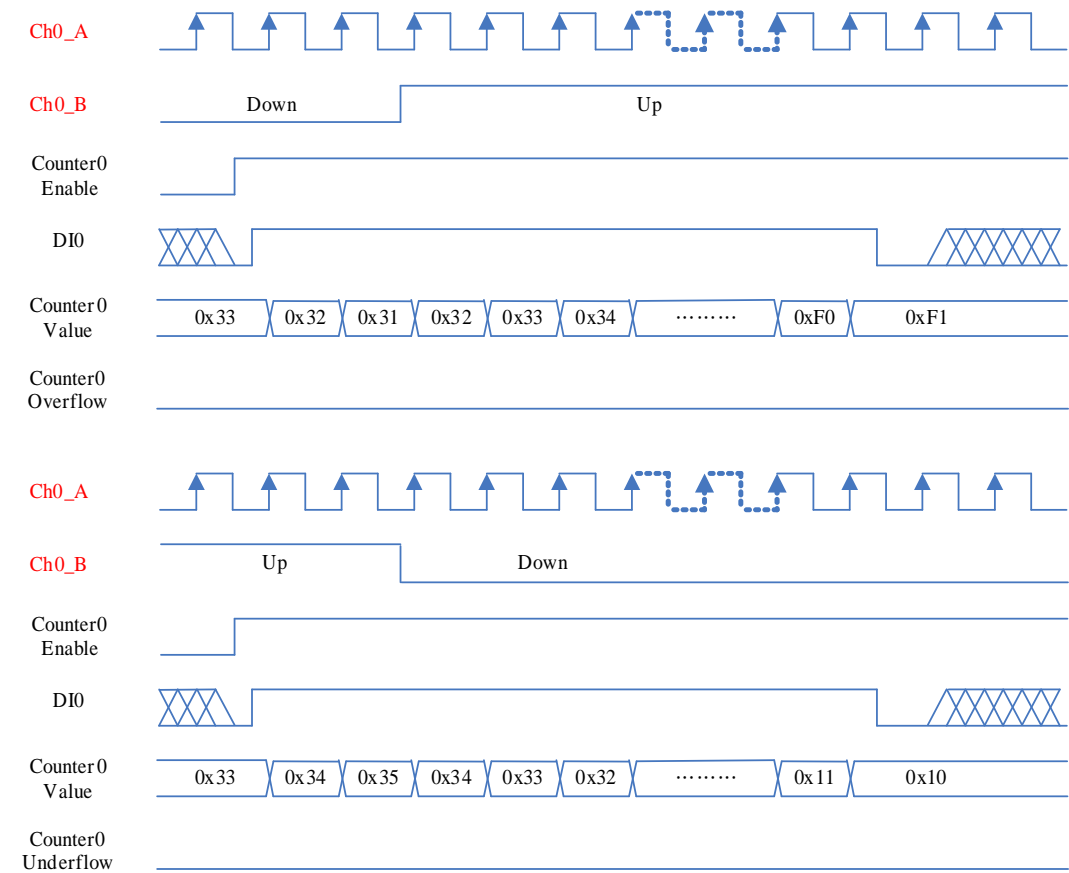 Ch0_A
Ch0_B Down Up
Counter0
Enable
DI0
Counter0
Value
0x33 0x32 0x31 0x32 0x33 0x34 ⋯⋯⋯ 0xF0 0xF1
Counter0
Overflow
Ch0_A
Ch0_B Up Down
Counter0
Enable
DI0
Counter0
Value
0x33 0x34 0x35 0x34 0x33 0x32 ⋯⋯⋯ 0x11 0x10
Counter0
Underflow